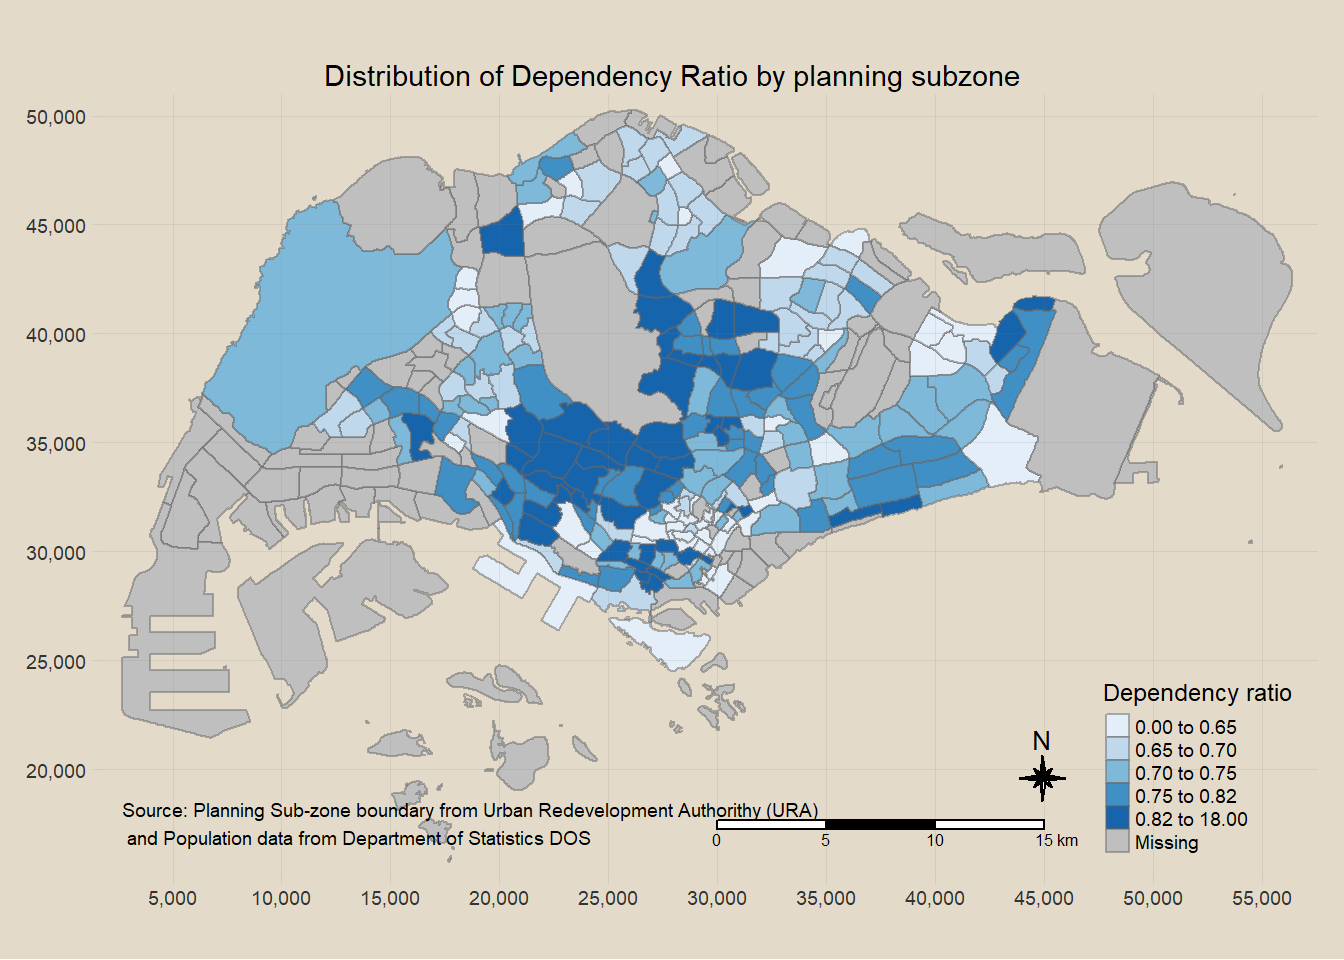 Distribution of Dependency Ratio by planning subzone
50,000
45,000
40,000
35,000
30,000
25,000
20,000
Dependency ratio
0.00 to 0.65
0.65 to 0.70
0.70 to 0.75
0.75 to 0.82
0.82 to 18.00
Missing
N
Source: Planning Sub-zone boundary from Urban Redevelopment Authorithy (URA)
and Population data from Department of Statistics DOS
0 5 10 15 km
5,000 10,000 15,000 20,000 25,000 30,000 35,000 40,000 45,000 50,000 55,000